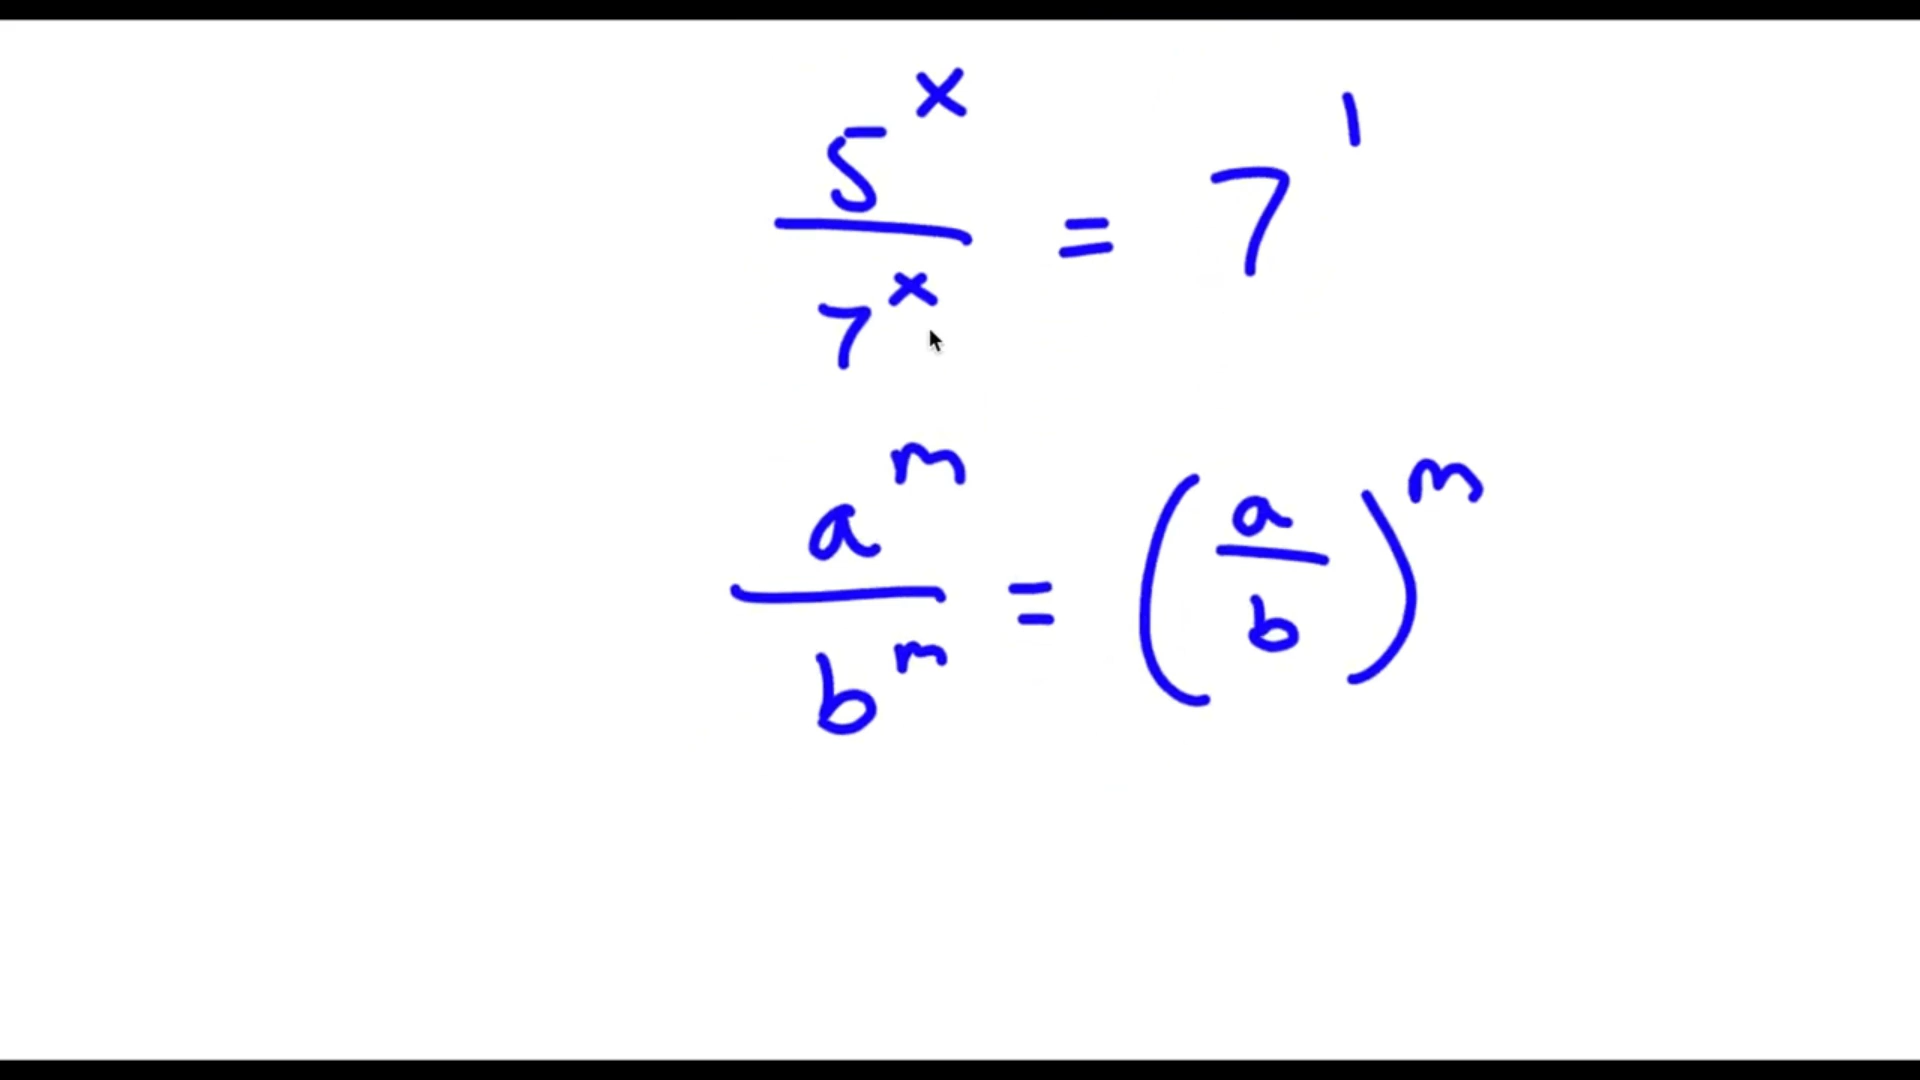 5^x / 7^x = 7^1
a^m / b^m = (a / b)^m